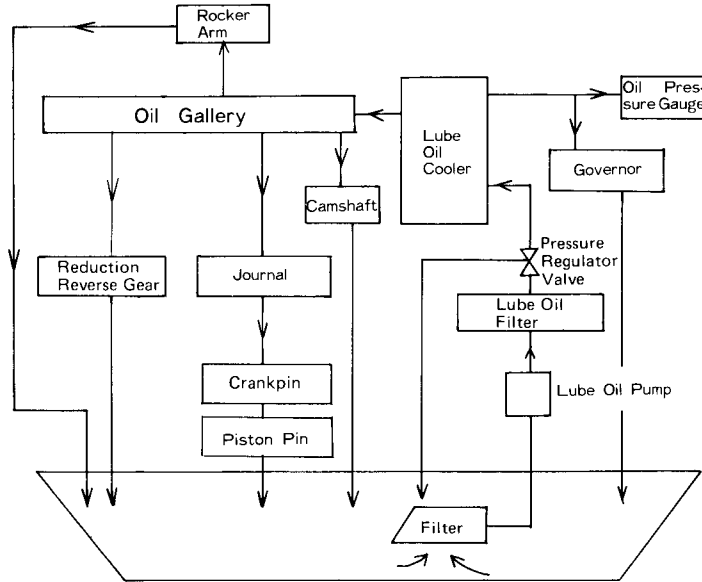 Rocker
Arm
Oil Gallery
Lube
Oil
Cooler
Oil Pres-
sure Gauge
Governor
Camshaft
Reduction
Reverse Gear
Journal
Pressure
Regulator
Valve
Lube Oil
Filter
Crankpin
Lube Oil Pump
Piston Pin
Filter